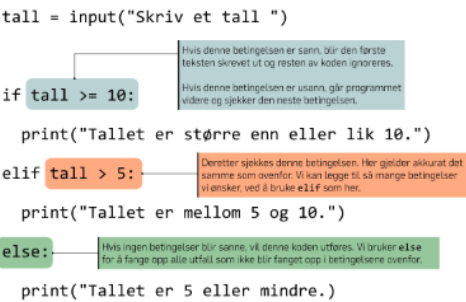 tall = input("Skriv et tall ")
Hvis denne betingelsen er sann, blir den første
teksten skrevet ut og resten av koden ignoreres.
Hvis denne betingelsen er usann, går programmet
videre og sjekker den neste betingelsen.
if tall >= 10:
print("Tallet er større enn eller lik 10.")
Deretter sjekkes denne betingelsen. Her gjelder akkurat det
samme som ovenfor. Vi kan legge til så mange betingelser
vi ønsker, ved å bruke elif som her.
elif tall > 5:
print("Tallet er mellom 5 og 10.")
else:
Hvis ingen betingelser blir sanne, vil denne koden utføres. Vi bruker else
for å fange opp alle utfall som ikke blir fanget opp i betingelsene ovenfor.
print("Tallet er 5 eller mindre.)